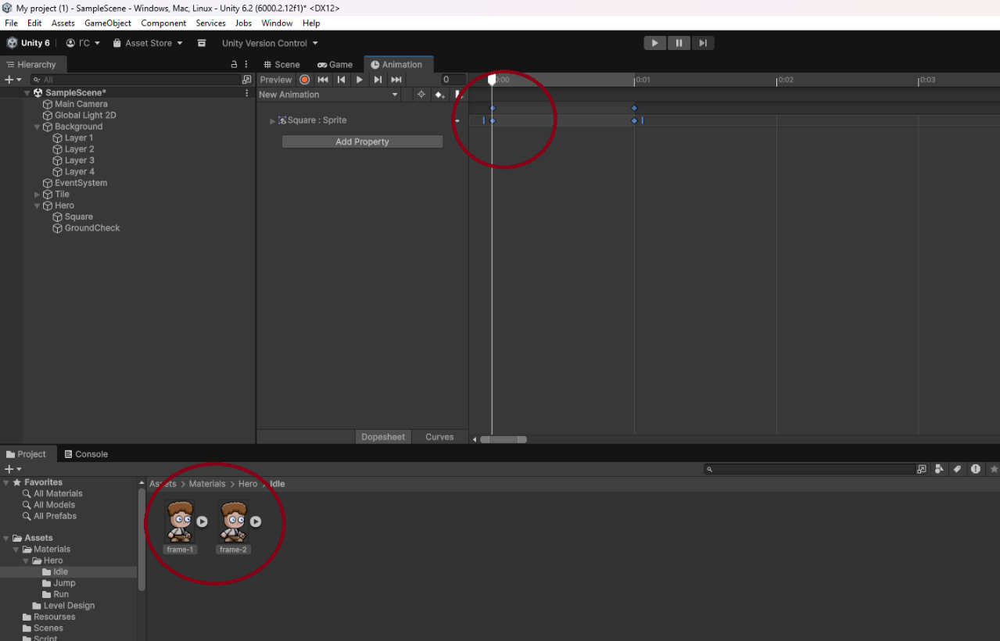 My project (1) - SampleScene - Windows, Mac, Linux - Unity 6.2 (6000.2.12f1)* <DX12>
File Edit Assets GameObject Component Services Jobs Window Help
Unity 6 ГС Asset Store Unity Version Control
Hierarchy Scene Game Animation
All Preview 0 0:00 0:01 0:02 0:03
SampleScene* New Animation
Main Camera
Global Light 2D
Background Square : Sprite
Layer 1 Add Property
Layer 2
Layer 3
Layer 4
EventSystem
Tile
Hero
Square
GroundCheck
Dopesheet Curves
Project Console
Favorites Assets > Materials > Hero > Idle
All Materials
All Models
All Prefabs
Assets
Materials frame-1 frame-2
Hero
Idle
Jump
Run
Level Design
Resourses
Scenes
Script